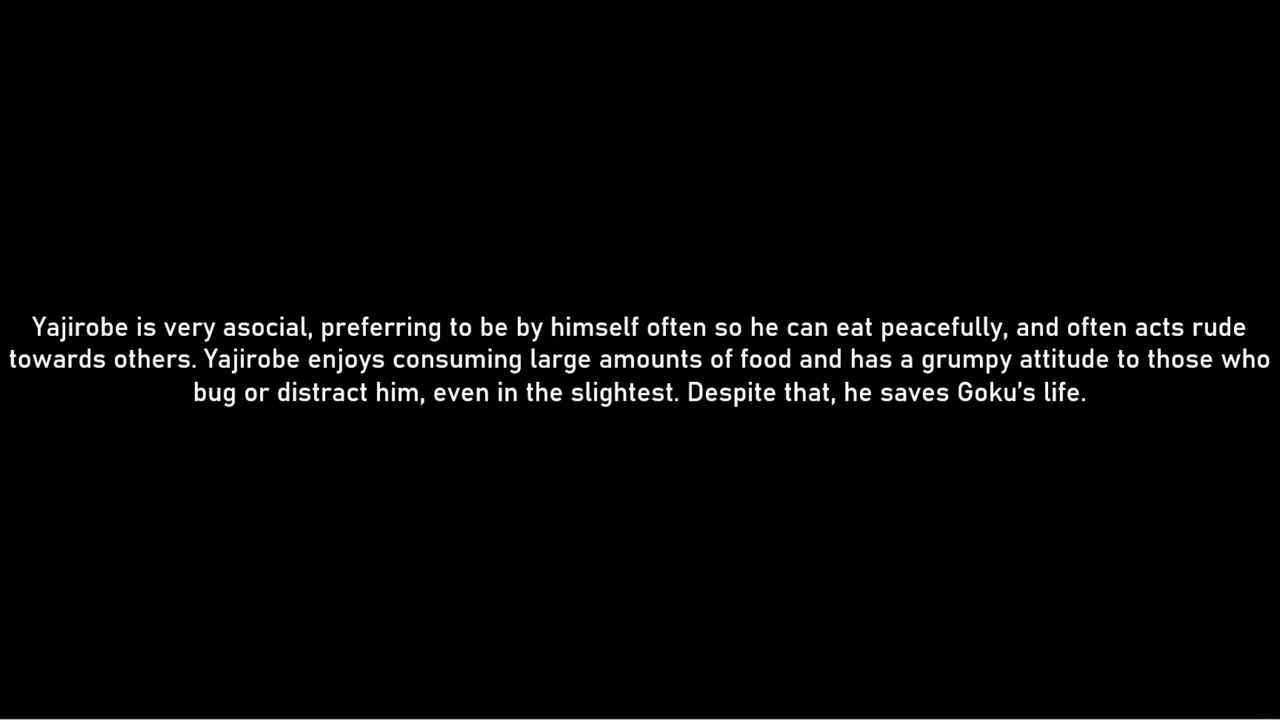 Yajirobe is very asocial, preferring to be by himself often so he can eat peacefully, and often acts rude
towards others. Yajirobe enjoys consuming large amounts of food and has a grumpy attitude to those who
bug or distract him, even in the slightest. Despite that, he saves Goku’s life.